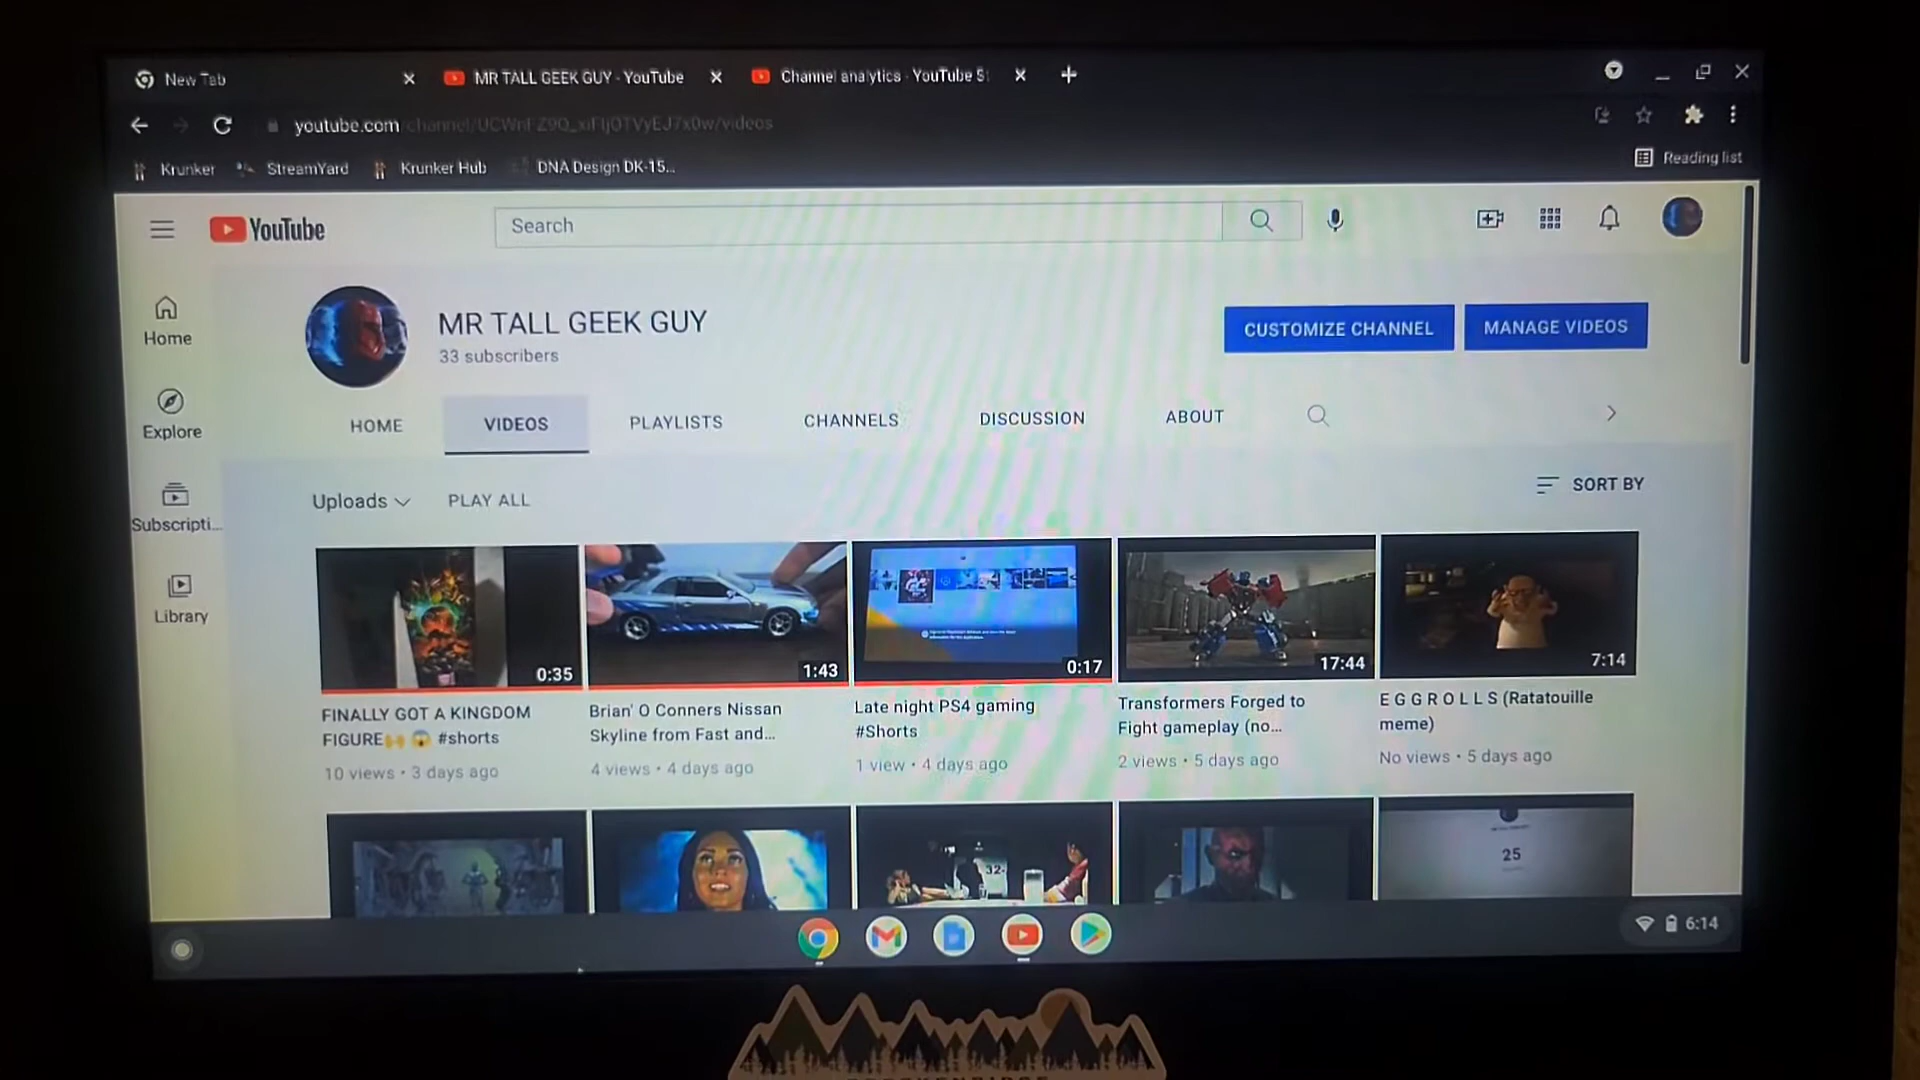 New Tab
MR TALL GEEK GUY - YouTube
Channel analytics - YouTube S
youtube.com/channel/
/videos
Krunker
StreamYard
Krunker Hub
DNA Design DK-15...
Reading list
YouTube
Search
MR TALL GEEK GUY
33 subscribers
CUSTOMIZE CHANNEL
MANAGE VIDEOS
Home
Explore
Subscripti...
Library
HOME
VIDEOS
PLAYLISTS
CHANNELS
DISCUSSION
ABOUT
Uploads
PLAY ALL
SORT BY
0:35
1:43
0:17
17:44
7:14
FINALLY GOT A KINGDOM
FIGURE🙌 😱 #shorts
10 views • 3 days ago
Brian' O Conners Nissan
Skyline from Fast and...
4 views • 4 days ago
Late night PS4 gaming
#Shorts
1 view • 4 days ago
Transformers Forged to
Fight gameplay (no...
2 views • 5 days ago
E G G R O L L S (Ratatouille
meme)
No views • 5 days ago
32
25
6:14